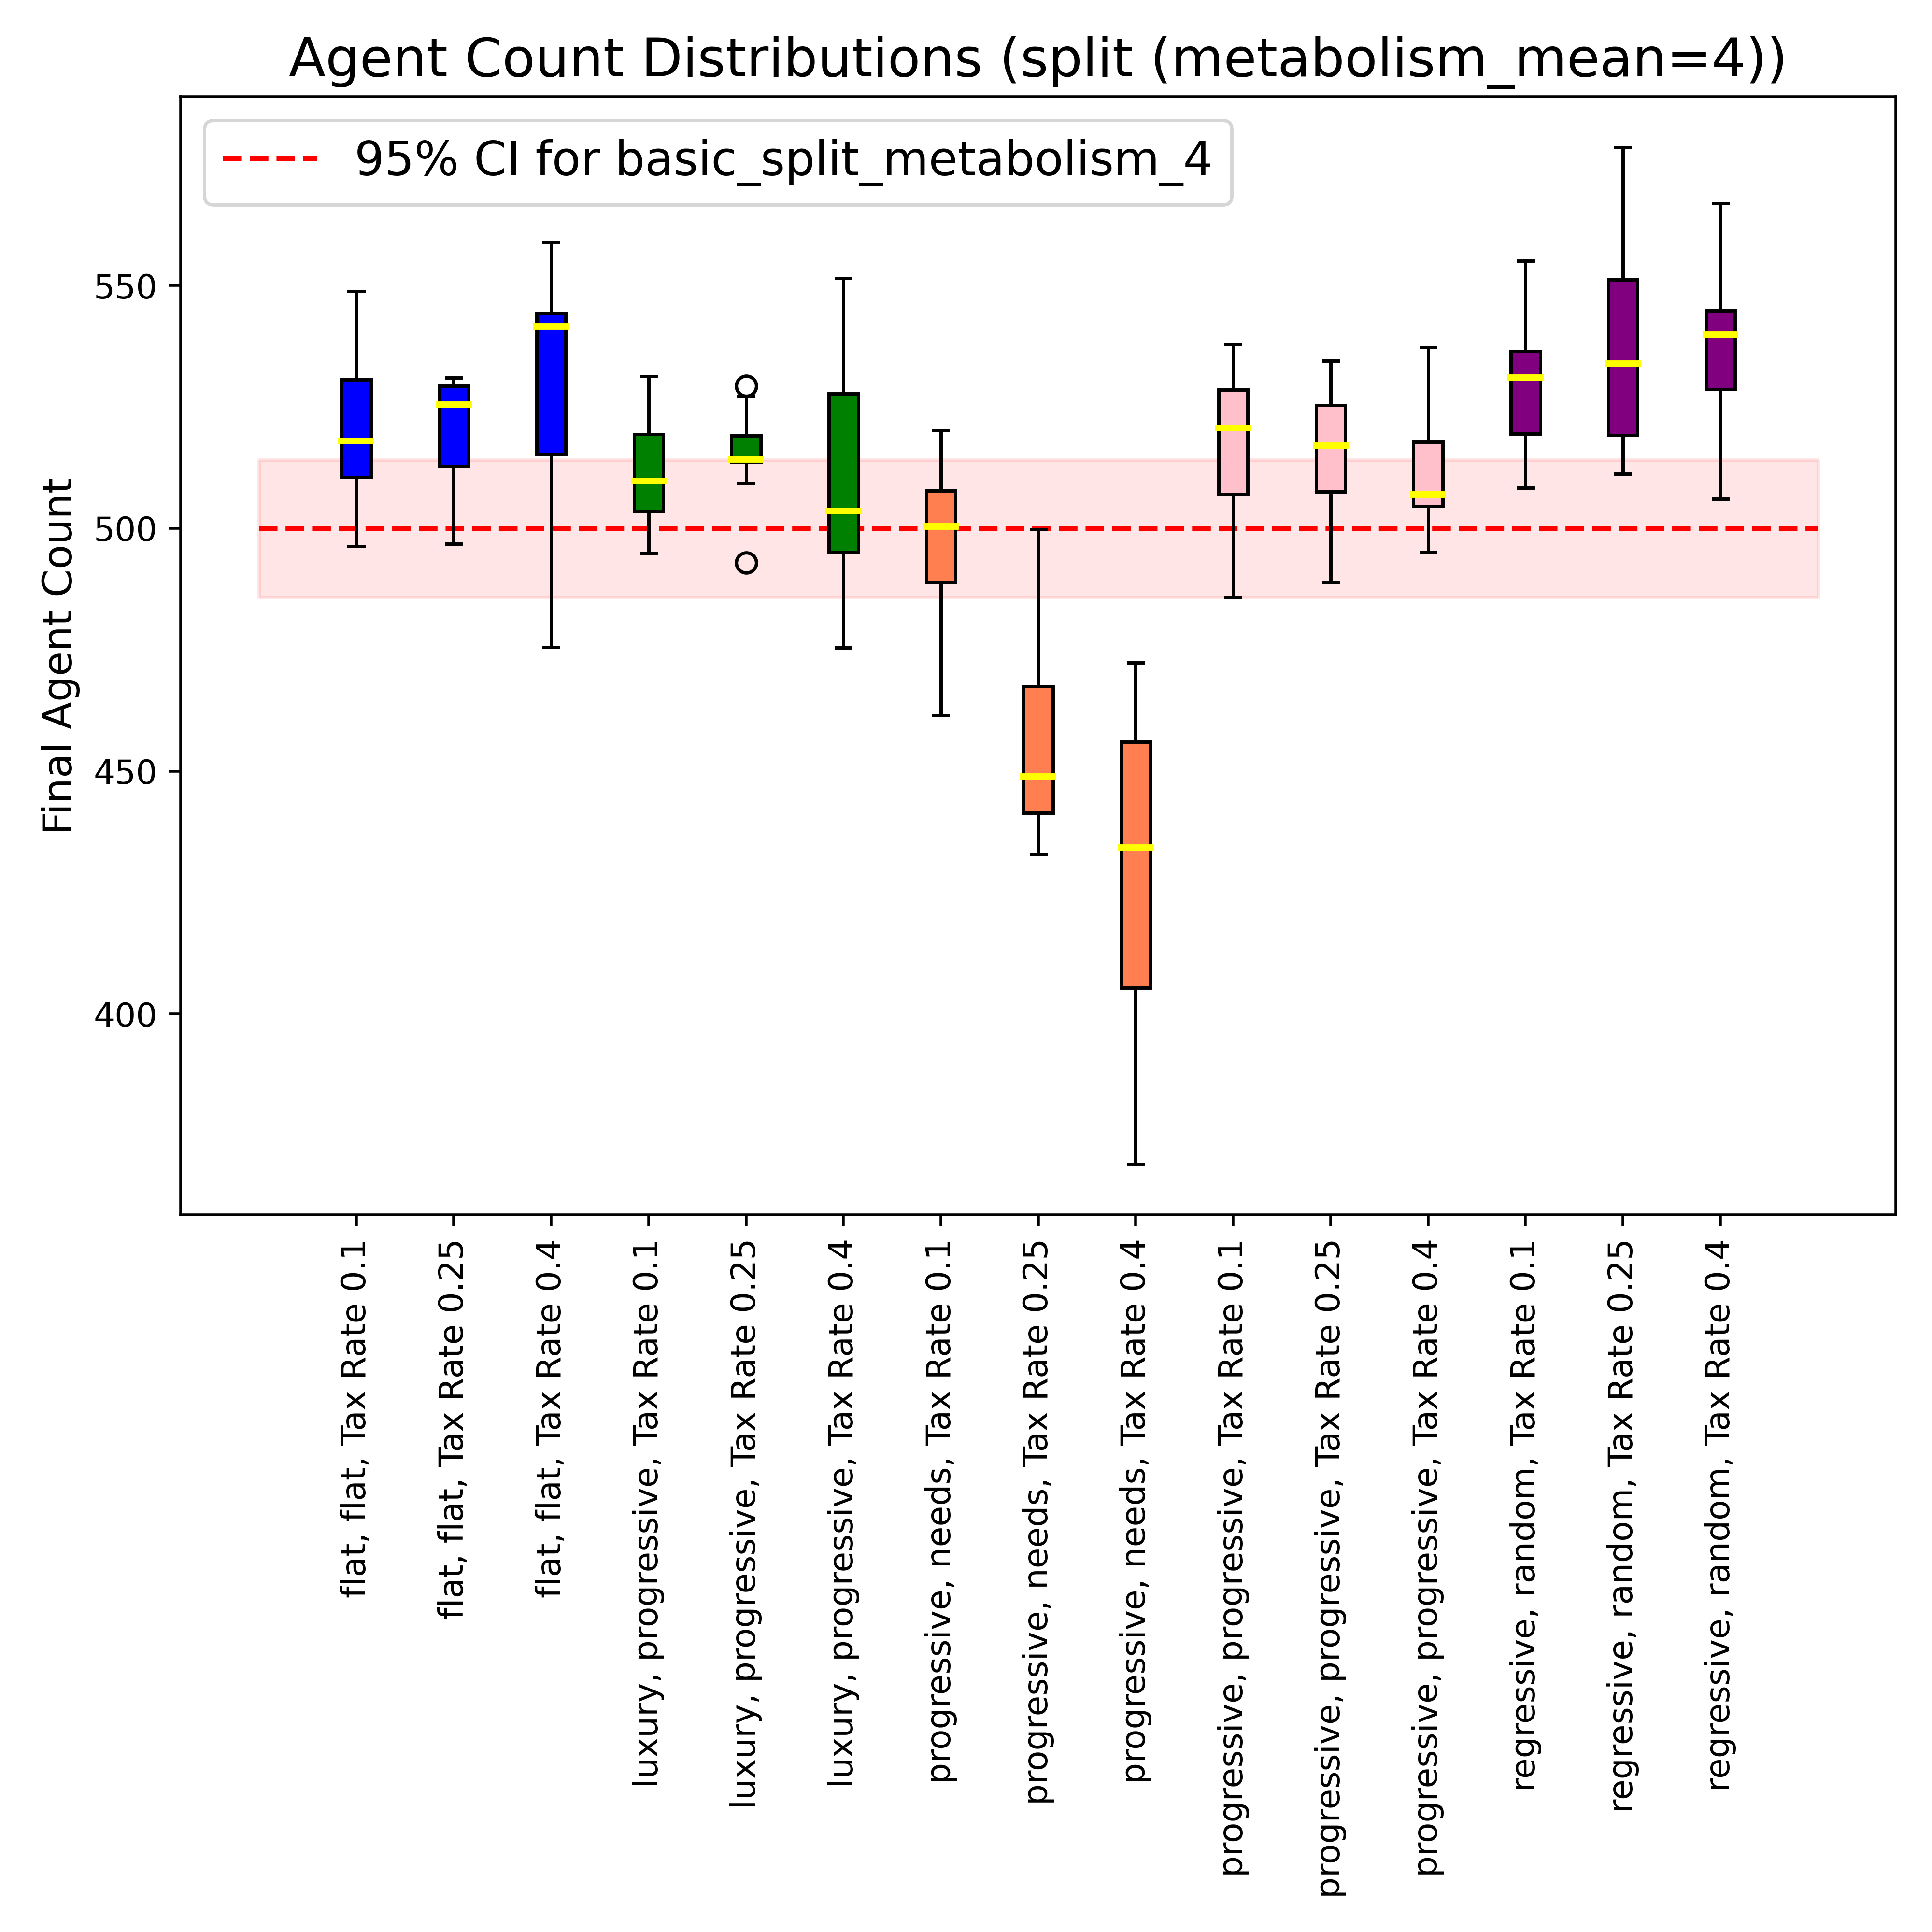 Agent Count Distributions (split (metabolism_mean=4))
95% CI for basic_split_metabolism_4
Final Agent Count
550
500
450
400
flat, flat, Tax Rate 0.1
flat, flat, Tax Rate 0.25
flat, flat, Tax Rate 0.4
luxury, progressive, Tax Rate 0.1
luxury, progressive, Tax Rate 0.25
luxury, progressive, Tax Rate 0.4
progressive, needs, Tax Rate 0.1
progressive, needs, Tax Rate 0.25
progressive, needs, Tax Rate 0.4
progressive, progressive, Tax Rate 0.1
progressive, progressive, Tax Rate 0.25
progressive, progressive, Tax Rate 0.4
regressive, random, Tax Rate 0.1
regressive, random, Tax Rate 0.25
regressive, random, Tax Rate 0.4